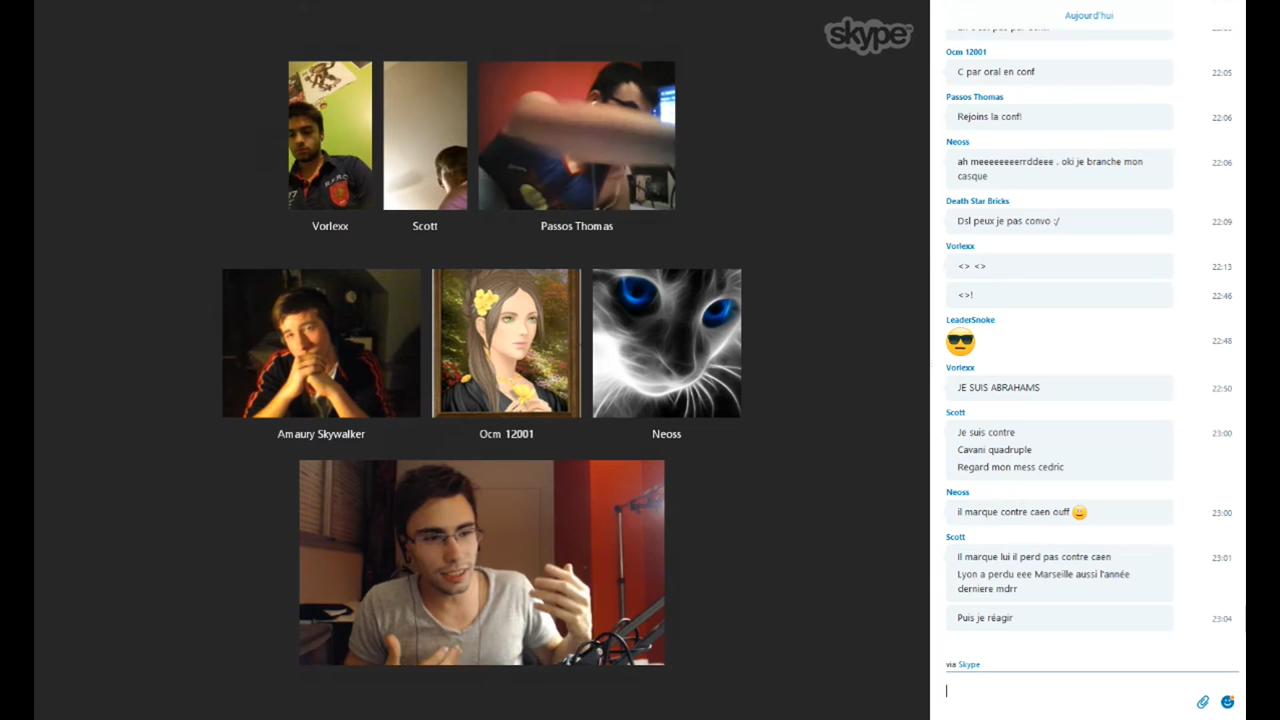 skype™
Vorlexx
Scott
Passos Thomas
Amaury Skywalker
Ocm 12001
Neoss
Aujourd'hui
Ocm 12001
C par oral en conf
22:05
Passos Thomas
Rejoins la conf!
22:06
Neoss
ah meeeeeeerrddeee . oki je branche mon
casque
22:06
Death Star Bricks
Dsl peux je pas convo :/
22:09
Vorlexx
<> <>
22:13
<>!
22:46
LeaderSnoke
22:48
Vorlexx
JE SUIS ABRAHAMS
22:50
Scott
Je suis contre
23:00
Cavani quadruple
Regard mon mess cedric
Neoss
il marque contre caen ouff
23:00
Scott
Il marque lui il perd pas contre caen
23:01
Lyon a perdu eee Marseille aussi l'année
derniere mdrr
Puis je réagir
23:04
via Skype